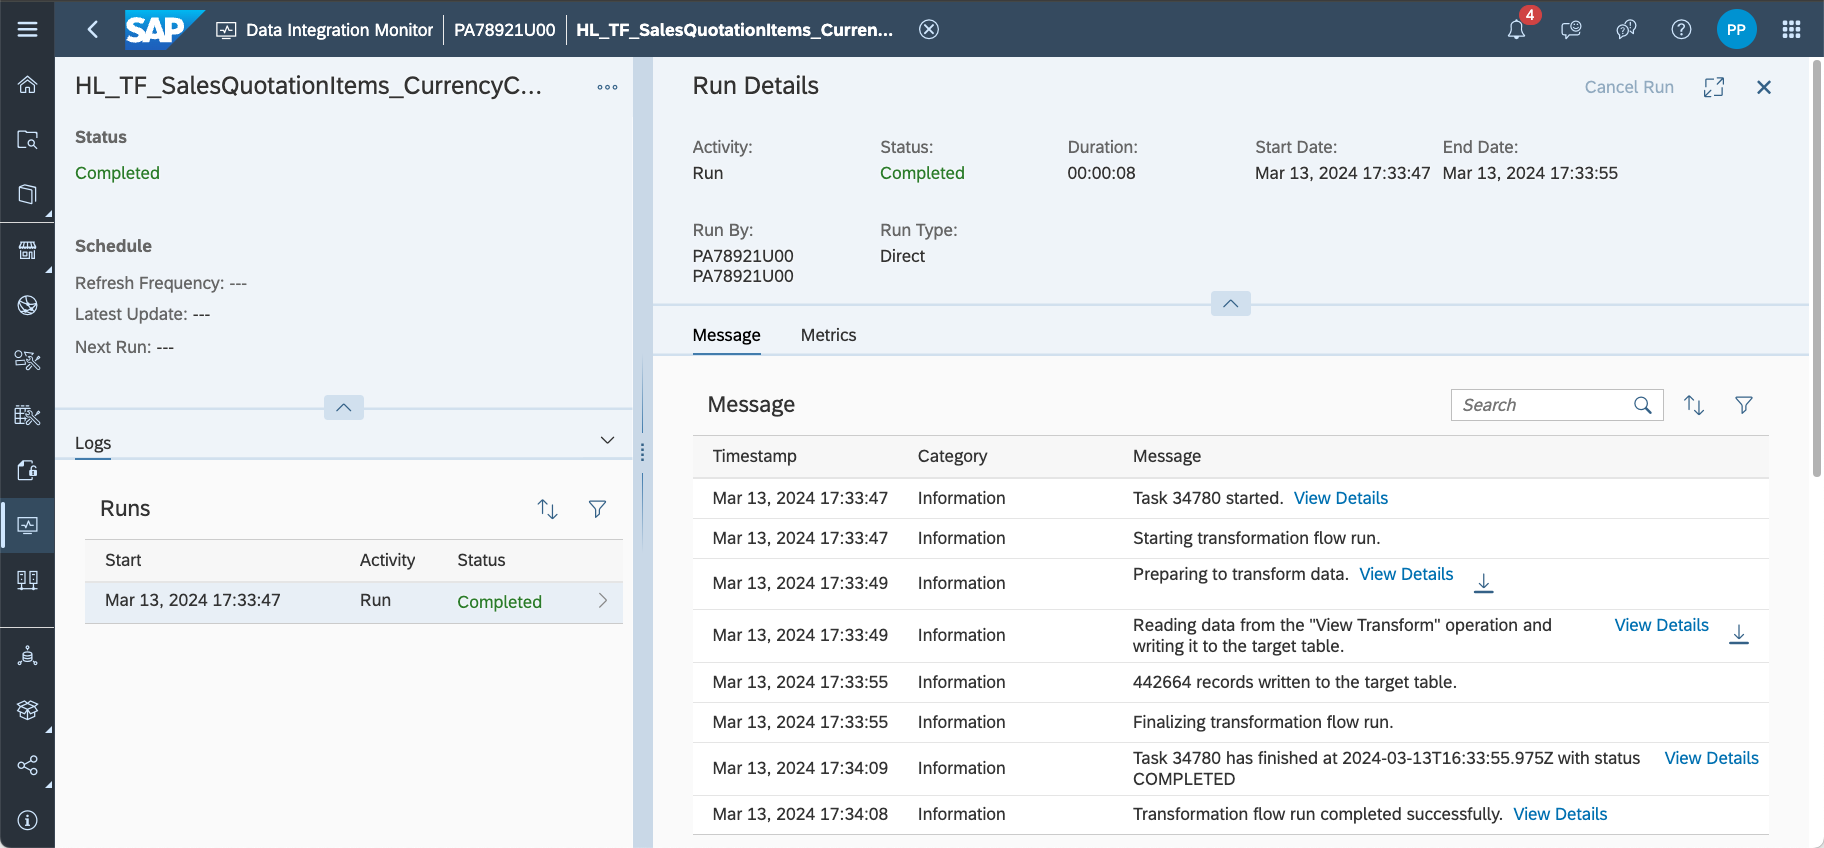 SAP Data Integration Monitor PA78921U00 HL_TF_SalesQuotationItems_Curren... 4 PP
HL_TF_SalesQuotationItems_CurrencyC...
Status
Completed
Schedule
Refresh Frequency: ---
Latest Update: ---
Next Run: ---
Logs
Runs
Start Activity Status
Mar 13, 2024 17:33:47 Run Completed
Run Details Cancel Run
Activity: Status: Duration: Start Date: End Date:
Run Completed 00:00:08 Mar 13, 2024 17:33:47 Mar 13, 2024 17:33:55
Run By: Run Type:
PA78921U00 Direct
PA78921U00
Message Metrics
Message Search
Timestamp Category Message
Mar 13, 2024 17:33:47 Information Task 34780 started. View Details
Mar 13, 2024 17:33:47 Information Starting transformation flow run.
Mar 13, 2024 17:33:49 Information Preparing to transform data. View Details
Mar 13, 2024 17:33:49 Information Reading data from the "View Transform" operation and View Details
writing it to the target table.
Mar 13, 2024 17:33:55 Information 442664 records written to the target table.
Mar 13, 2024 17:33:55 Information Finalizing transformation flow run.
Mar 13, 2024 17:34:09 Information Task 34780 has finished at 2024-03-13T16:33:55.975Z with status View Details
COMPLETED
Mar 13, 2024 17:34:08 Information Transformation flow run completed successfully. View Details